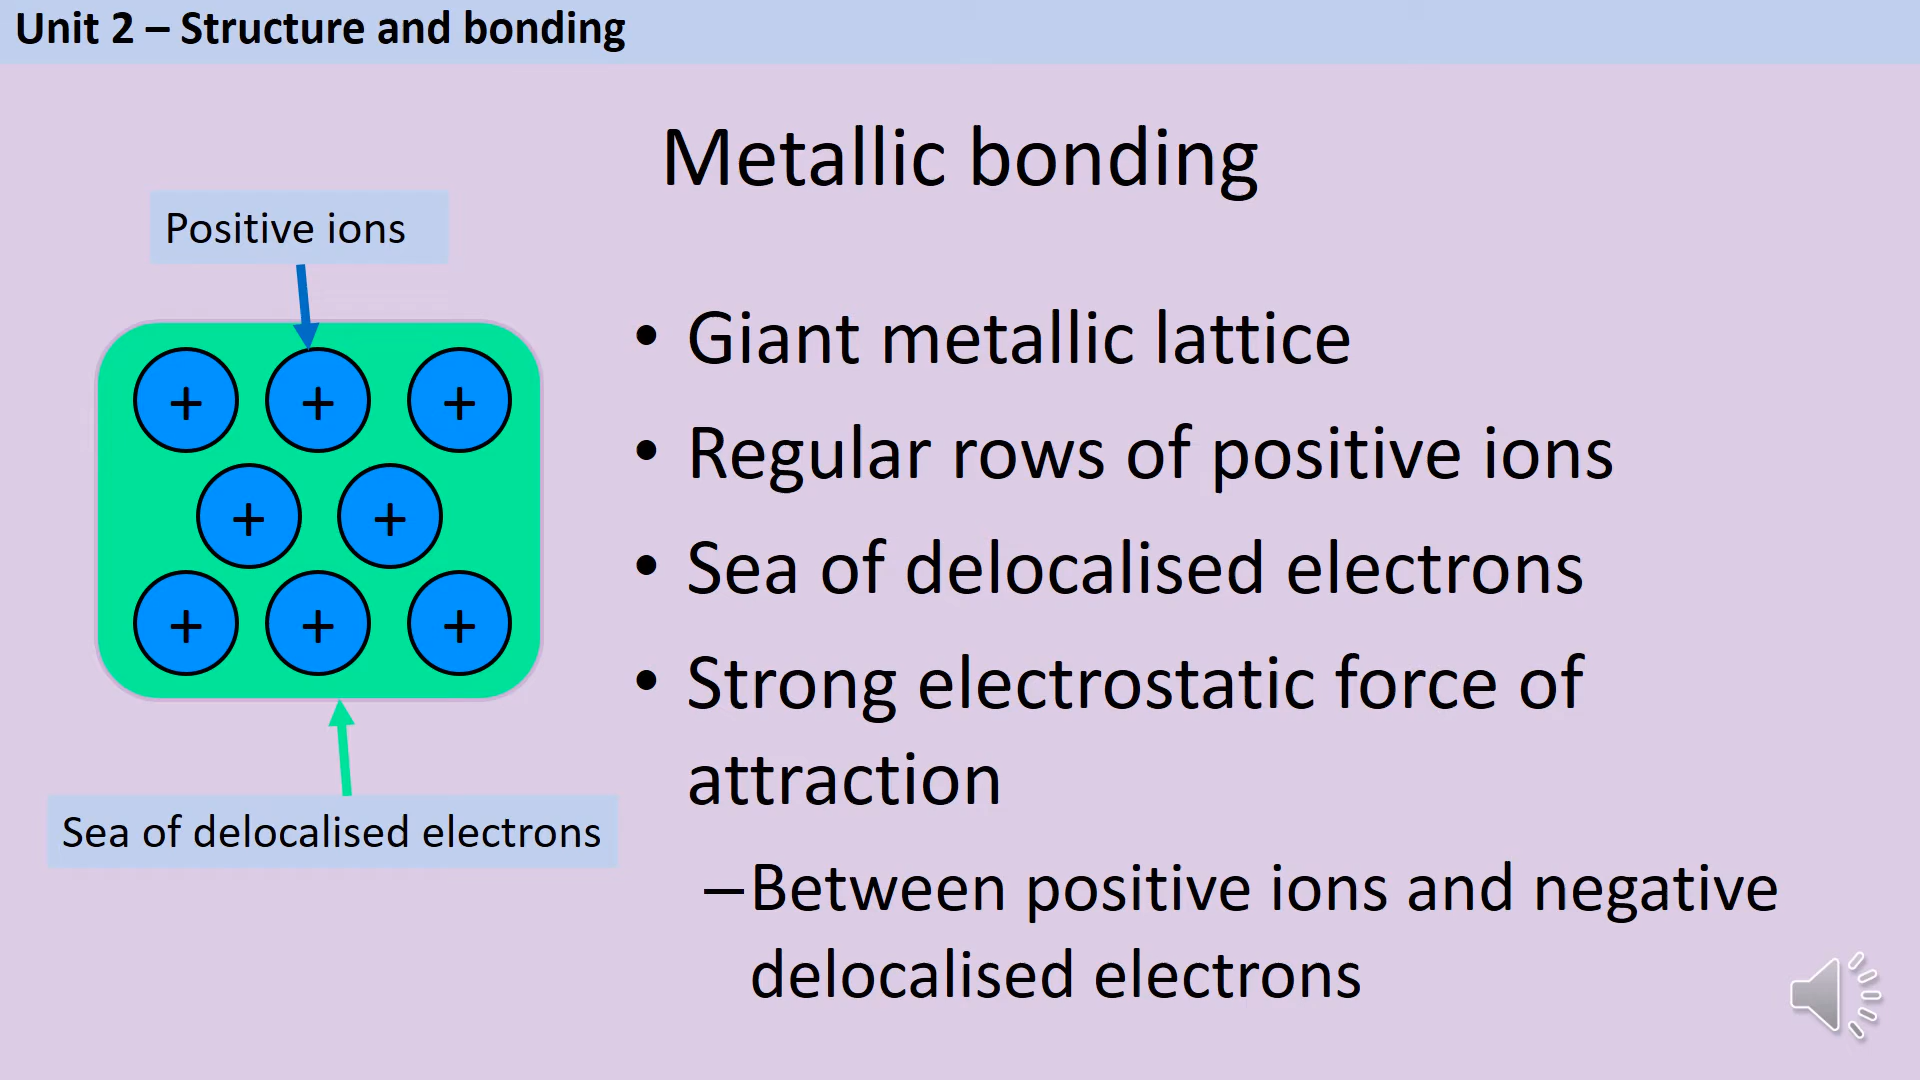 Unit 2 – Structure and bonding
Metallic bonding
Positive ions
+ + +
+ +
+ + +
Sea of delocalised electrons
• Giant metallic lattice
• Regular rows of positive ions
• Sea of delocalised electrons
• Strong electrostatic force of
attraction
–Between positive ions and negative
delocalised electrons